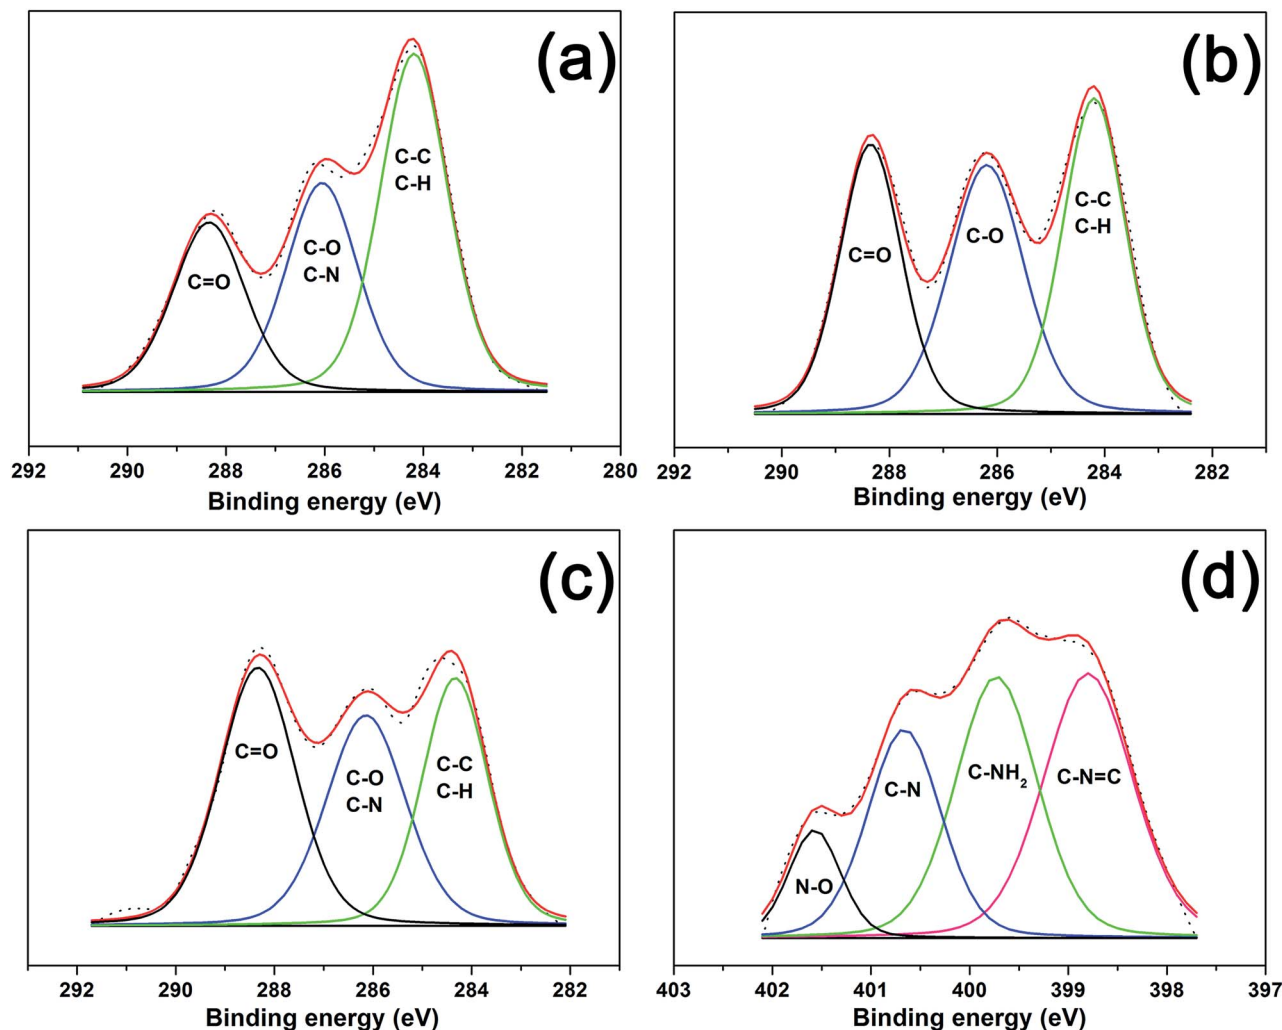 (a)
C-C
C-H
C-O
C-N
C=O
292 290 288 286 284 282 280
Binding energy (eV)
(b)
C-C
C-H
C-O
C=O
292 290 288 286 284 282
Binding energy (eV)
(c)
C=O
C-O
C-N
C-C
C-H
292 290 288 286 284 282
Binding energy (eV)
(d)
N-O
C-N
C-NH₂
C-N=C
403 402 401 400 399 398 397
Binding energy (eV)